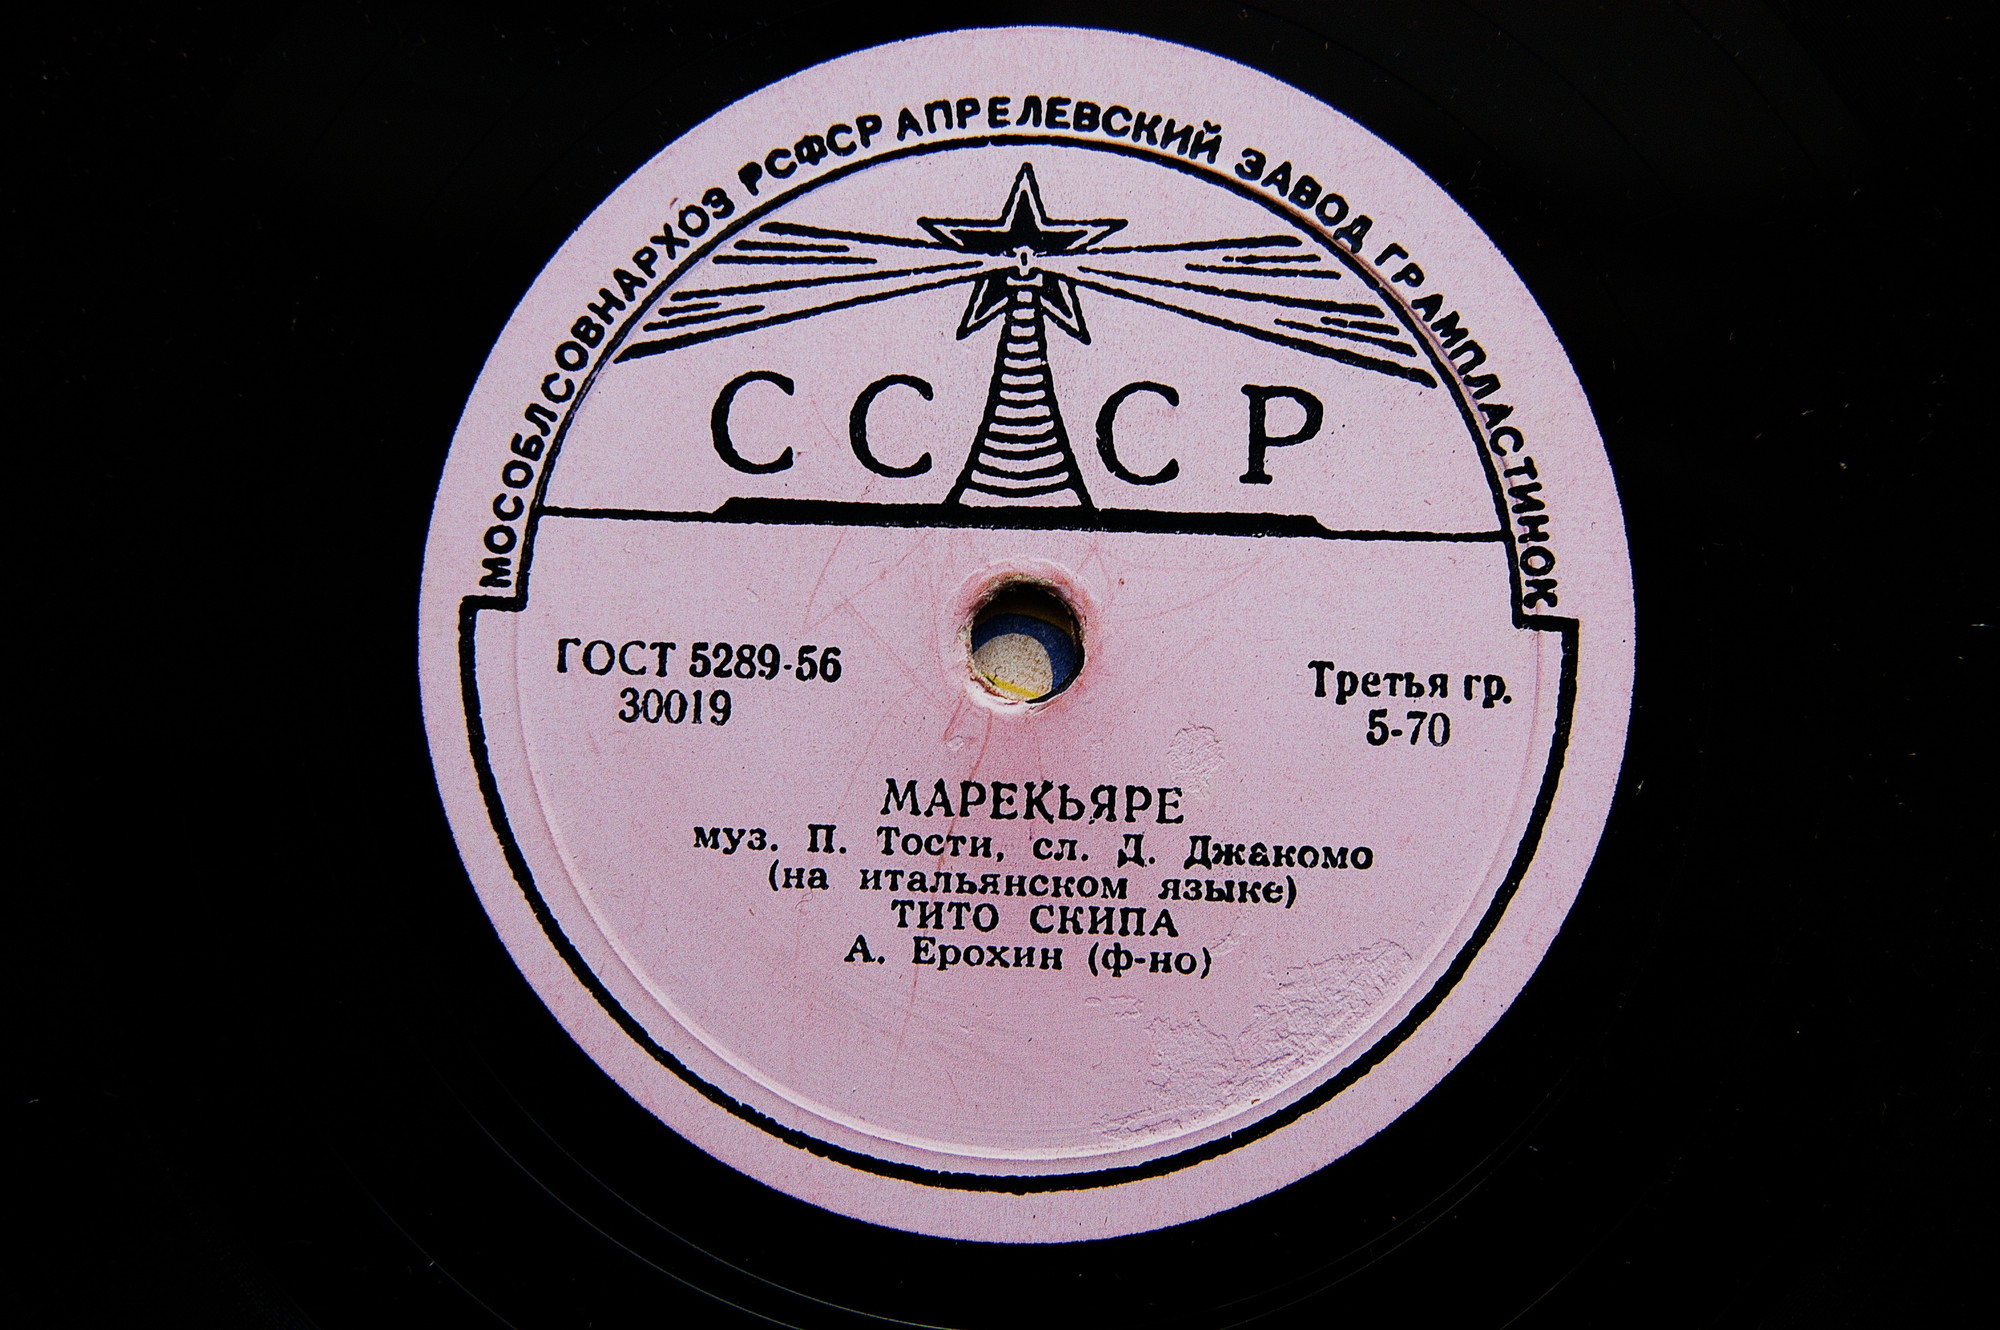 МОСОБЛСОВНАРХОЗ РСФСР АПРЕЛЕВСКИЙ ЗАВОД ГРАМПЛАСТИНОК
СССР
ГОСТ 5289-56
30019
Третья гр.
5-70
МАРЕКЬЯРЕ
муз. П. Тости, сл. Д. Джакомо
(на итальянском языке)
ТИТО СКИПА
А. Ерохин (ф-но)